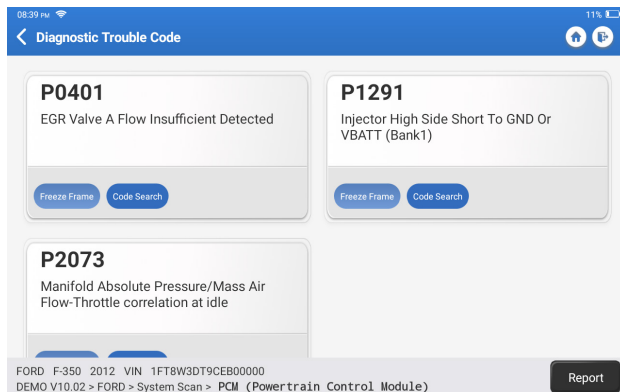 08:39 PM 11%
Diagnostic Trouble Code
P0401
EGR Valve A Flow Insufficient Detected
Freeze Frame Code Search
P1291
Injector High Side Short To GND Or
VBATT (Bank1)
Freeze Frame Code Search
P2073
Manifold Absolute Pressure/Mass Air
Flow-Throttle correlation at idle
FORD F-350 2012 VIN 1FT8W3DT9CEB00000
DEMO V10.02 > FORD > System Scan > PCM (Powertrain Control Module)
Report